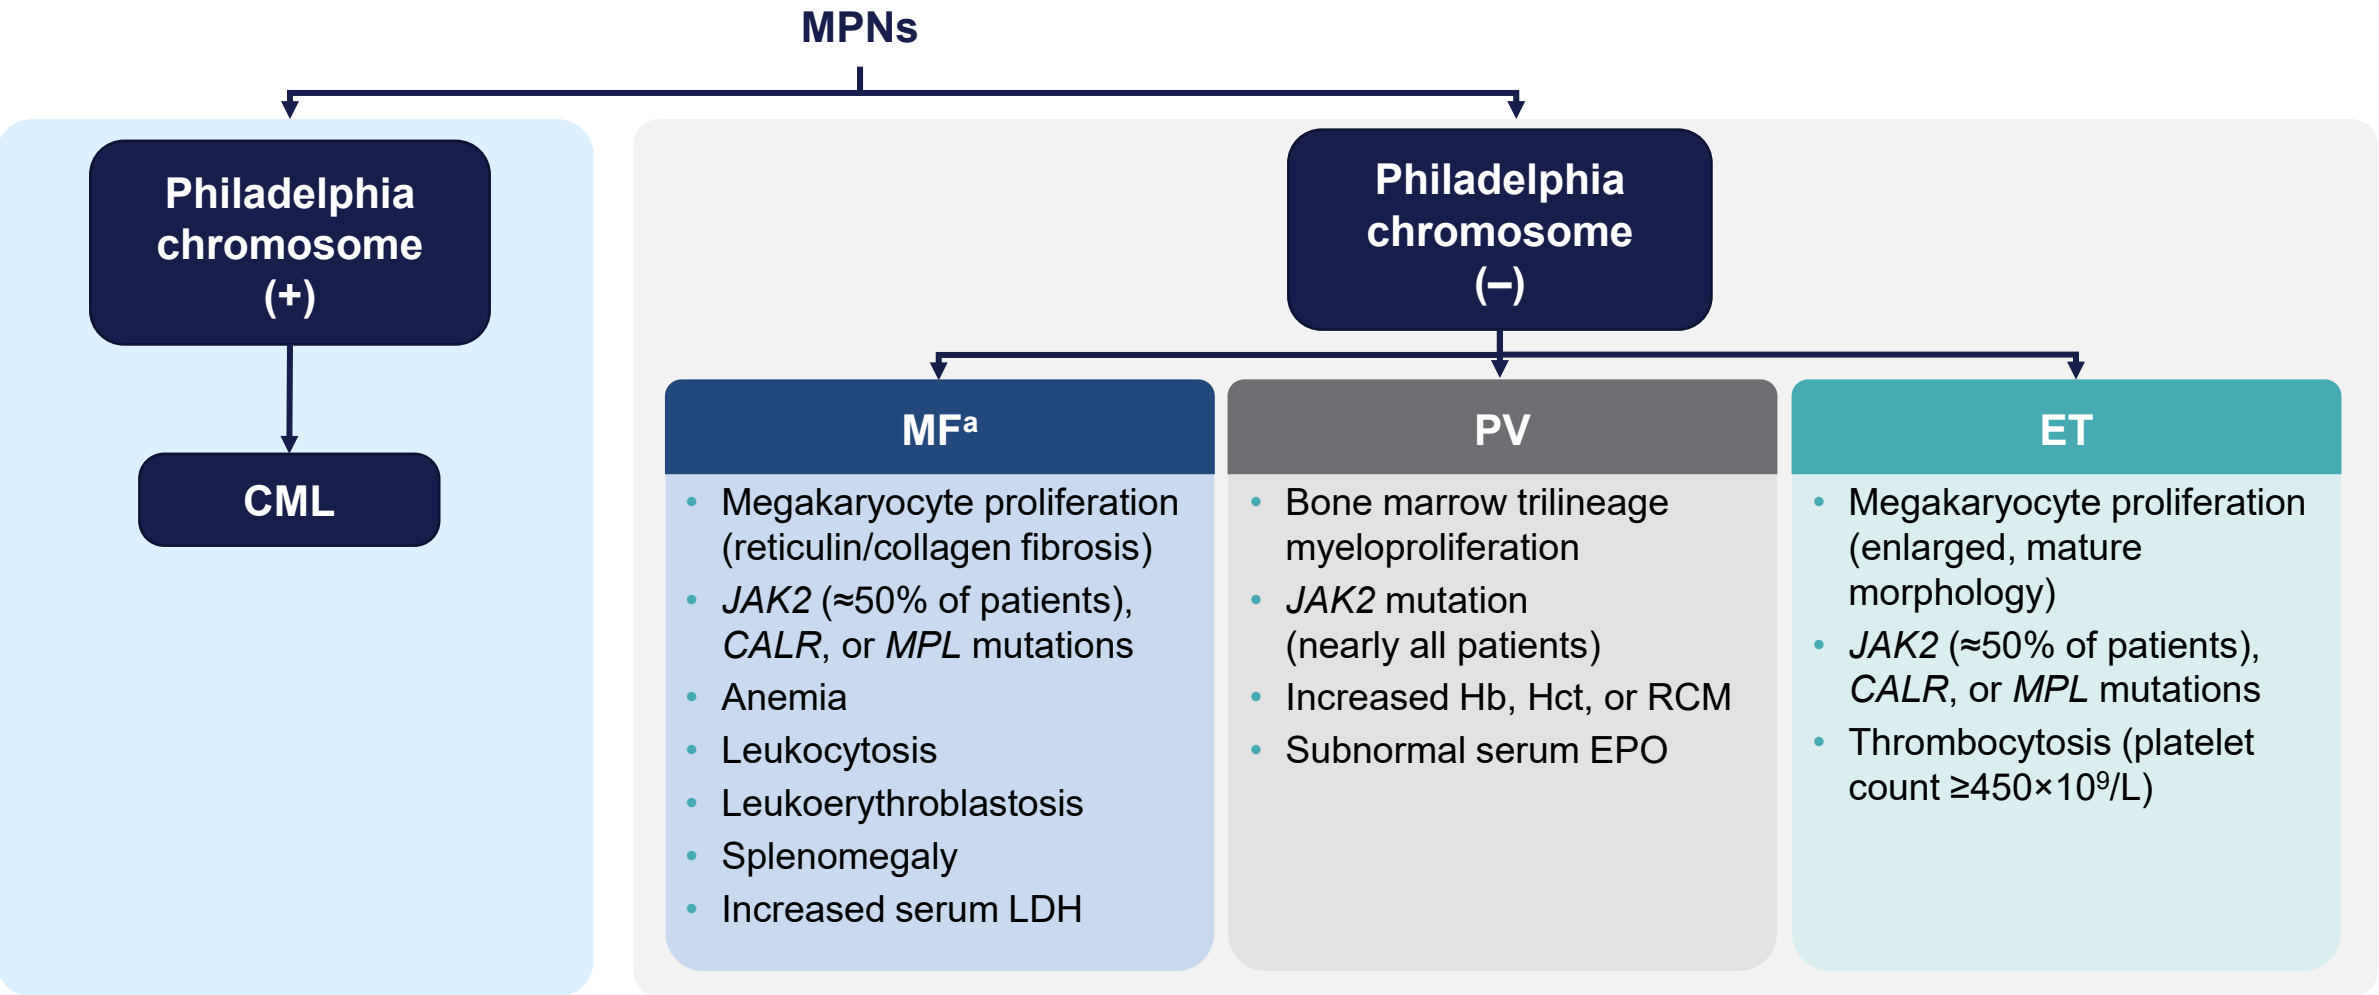 MPNs
Philadelphia
chromosome
(+)
CML
Philadelphia
chromosome
(–)
MFᵃ
• Megakaryocyte proliferation
(reticulin/collagen fibrosis)
• JAK2 (≈50% of patients),
CALR, or MPL mutations
• Anemia
• Leukocytosis
• Leukoerythroblastosis
• Splenomegaly
• Increased serum LDH
PV
• Bone marrow trilineage
myeloproliferation
• JAK2 mutation
(nearly all patients)
• Increased Hb, Hct, or RCM
• Subnormal serum EPO
ET
• Megakaryocyte proliferation
(enlarged, mature
morphology)
• JAK2 (≈50% of patients),
CALR, or MPL mutations
• Thrombocytosis (platelet
count ≥450×10⁹/L)